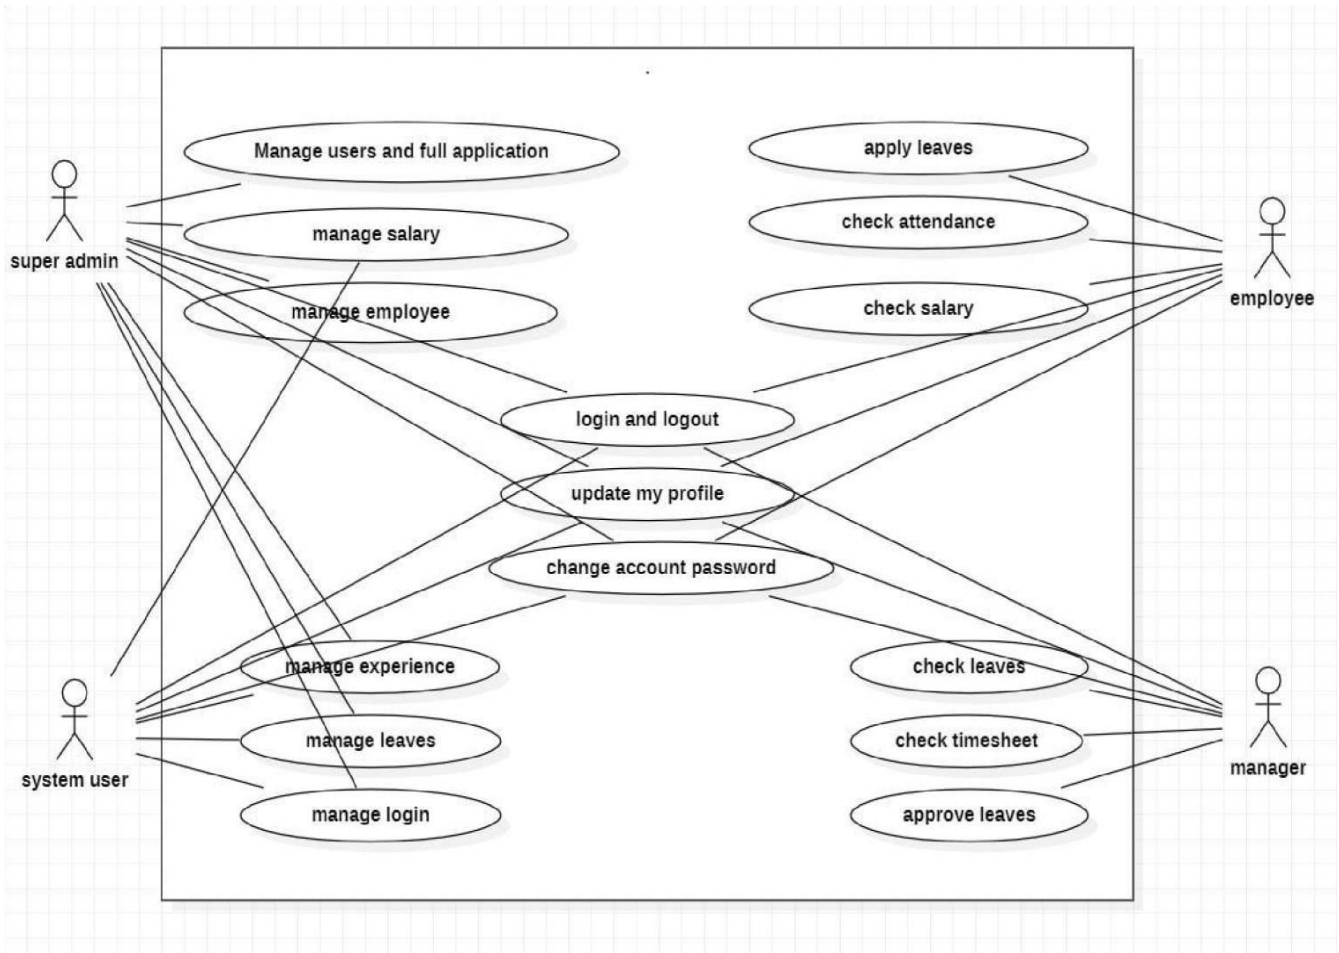 Manage users and full application
apply leaves
manage salary
check attendance
super admin
manage employee
check salary
employee
login and logout
update my profile
change account password
manage experience
check leaves
manage leaves
check timesheet
system user
manager
manage login
approve leaves